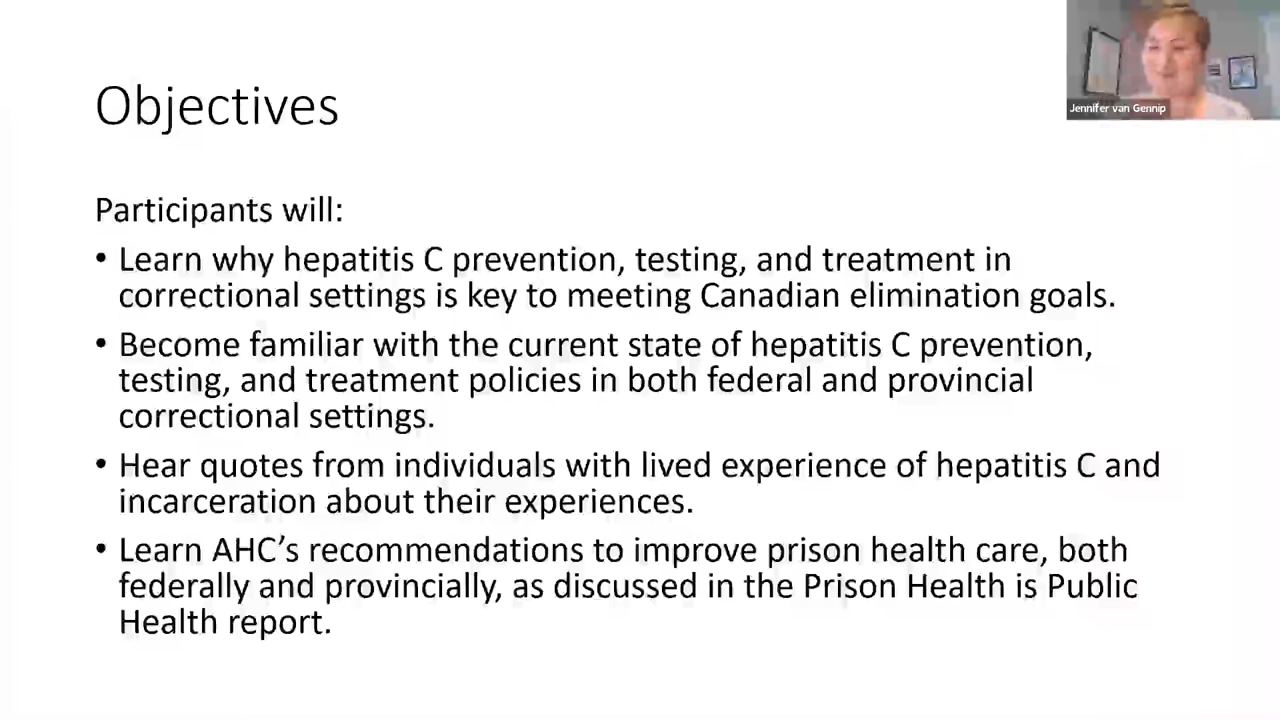 Jennifer van Gennip
Objectives
Participants will:
• Learn why hepatitis C prevention, testing, and treatment in
correctional settings is key to meeting Canadian elimination goals.
• Become familiar with the current state of hepatitis C prevention,
testing, and treatment policies in both federal and provincial
correctional settings.
• Hear quotes from individuals with lived experience of hepatitis C and
incarceration about their experiences.
• Learn AHC’s recommendations to improve prison health care, both
federally and provincially, as discussed in the Prison Health is Public
Health report.